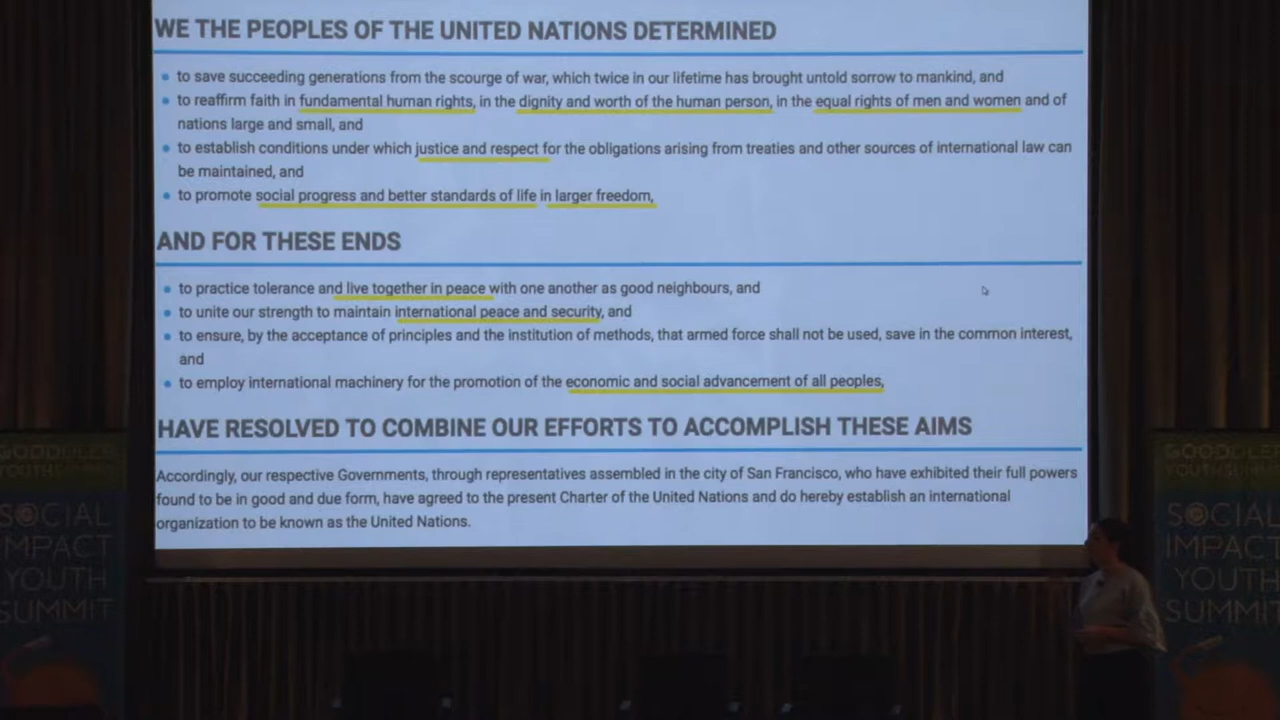 WE THE PEOPLES OF THE UNITED NATIONS DETERMINED
to save succeeding generations from the scourge of war, which twice in our lifetime has brought untold sorrow to mankind, and
to reaffirm faith in fundamental human rights, in the dignity and worth of the human person, in the equal rights of men and women and of
nations large and small, and
to establish conditions under which justice and respect for the obligations arising from treaties and other sources of international law can
be maintained, and
to promote social progress and better standards of life in larger freedom,
AND FOR THESE ENDS
to practice tolerance and live together in peace with one another as good neighbours, and
to unite our strength to maintain international peace and security, and
to ensure, by the acceptance of principles and the institution of methods, that armed force shall not be used, save in the common interest,
and
to employ international machinery for the promotion of the economic and social advancement of all peoples,
HAVE RESOLVED TO COMBINE OUR EFFORTS TO ACCOMPLISH THESE AIMS
Accordingly, our respective Governments, through representatives assembled in the city of San Francisco, who have exhibited their full powers
found to be in good and due form, have agreed to the present Charter of the United Nations and do hereby establish an international
organization to be known as the United Nations.
YOUTH SUMMIT
SOCIAL
IMPACT
YOUTH
SUMMIT
YOUTH SUMMIT
SOCIAL
IMPACT
YOUTH
SUMMIT